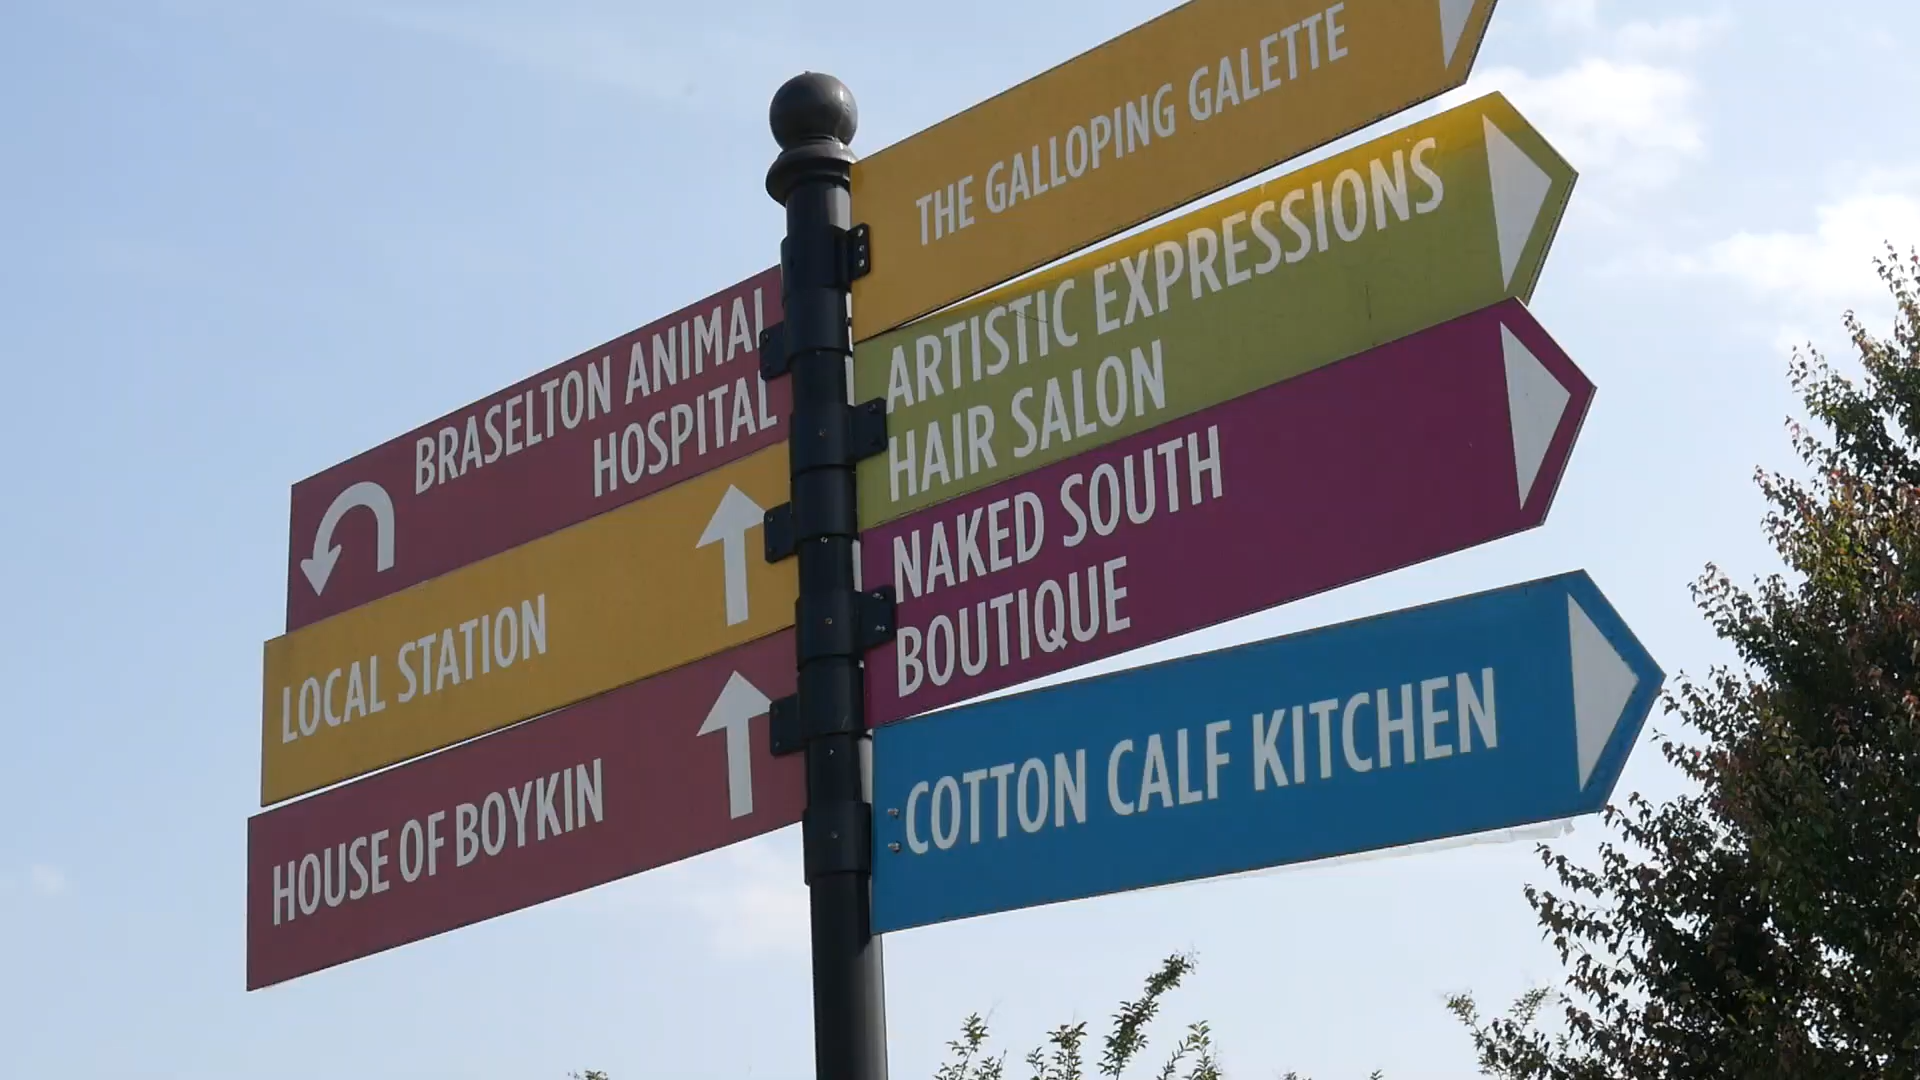 BRASELTON ANIMAL
HOSPITAL
LOCAL STATION
HOUSE OF BOYKIN
THE GALLOPING GALETTE
ARTISTIC EXPRESSIONS
HAIR SALON
NAKED SOUTH
BOUTIQUE
COTTON CALF KITCHEN